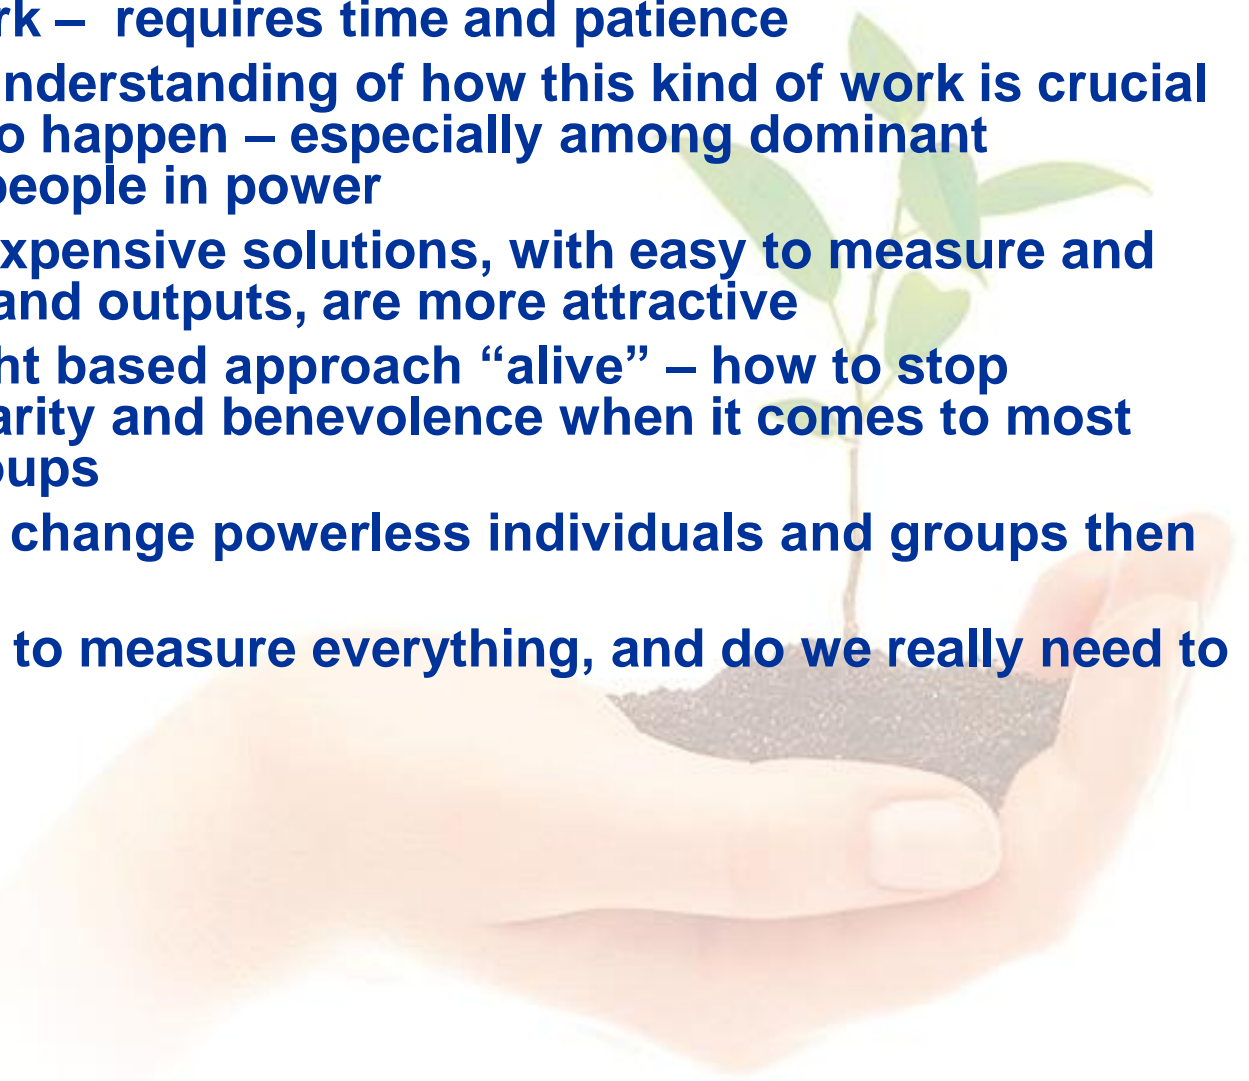 rk –  requires time and patience
nderstanding of how this kind of work is crucial
o happen – especially among dominant
people in power
xpensive solutions, with easy to measure and
and outputs, are more attractive
ht based approach “alive” – how to stop
arity and benevolence when it comes to most
oups
change powerless individuals and groups then
to measure everything, and do we really need to